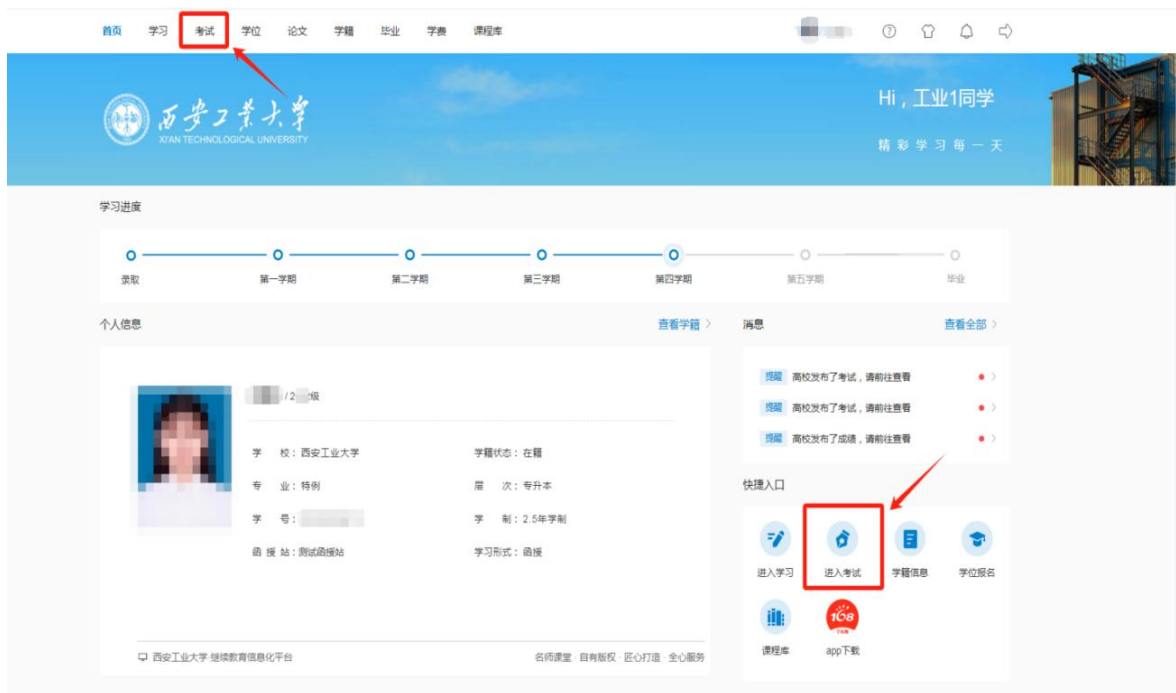 首页 学习 考试 学位 论文 学籍 毕业 学费 课程库
西安工业大学
XI'AN TECHNOLOGICAL UNIVERSITY
Hi，工业1同学
精彩学习每一天
学习进度
录取 第一学期 第二学期 第三学期 第四学期 第五学期 毕业
个人信息 查看学籍
/ 2 级
学 校：西安工业大学 学籍状态：在籍
专 业：特例 层 次：专升本
学 号： 学 制：2.5年学制
函 授 站：测试函授站 学习形式：函授
西安工业大学·继续教育信息化平台 名师课堂 · 自有版权 · 匠心打造 · 全心服务
消息 查看全部
提醒 高校发布了考试，请前往查看
提醒 高校发布了考试，请前往查看
提醒 高校发布了成绩，请前往查看
快捷入口
进入学习 进入考试 学籍信息 学位报名
168
课程库 app下载